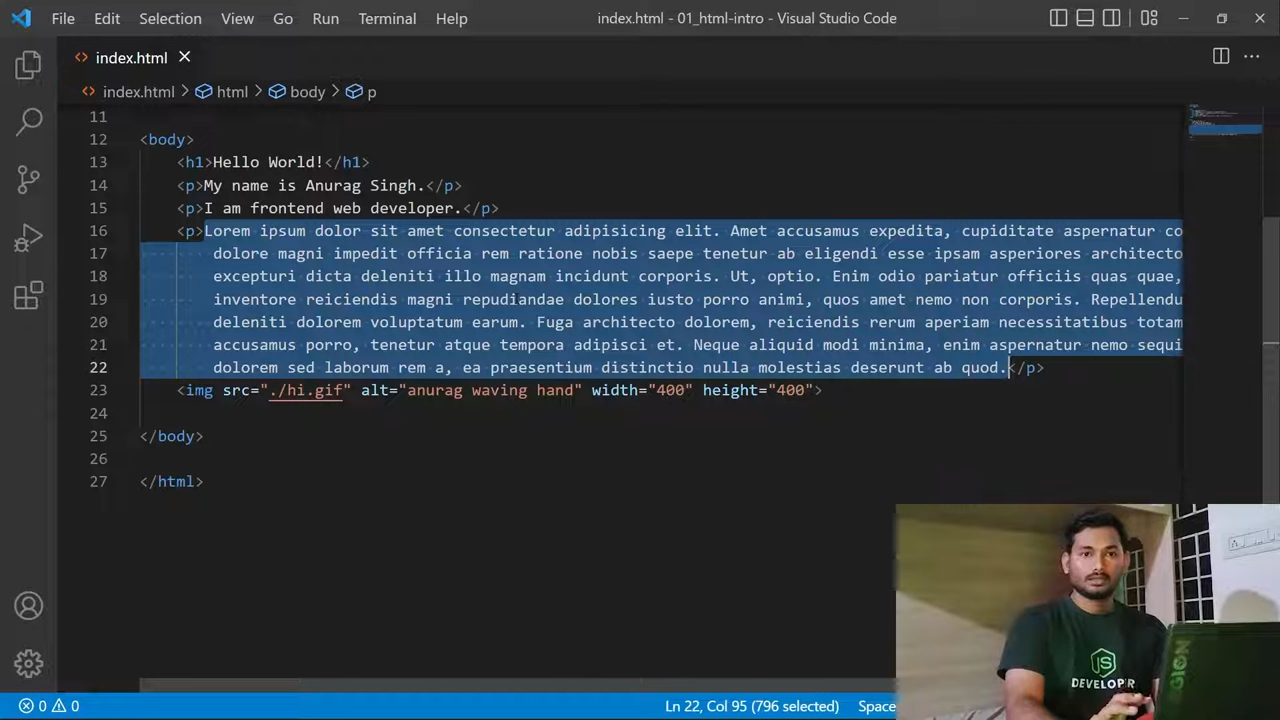 File Edit Selection View Go Run Terminal Help index.html - 01_html-intro - Visual Studio Code
index.html
index.html > html > body > p
11
12 <body>
13 <h1>Hello World!</h1>
14 <p>My name is Anurag Singh.</p>
15 <p>I am frontend web developer.</p>
16 <p>Lorem ipsum dolor sit amet consectetur adipisicing elit. Amet accusamus expedita, cupiditate aspernatur co
17 dolore magni impedit officia rem ratione nobis saepe tenetur ab eligendi esse ipsam asperiores architecto
18 excepturi dicta deleniti illo magnam incidunt corporis. Ut, optio. Enim odio pariatur officiis quas quae,
19 inventore reiciendis magni repudiandae dolores iusto porro animi, quos amet nemo non corporis. Repellendu
20 deleniti dolorem voluptatum earum. Fuga architecto dolorem, reiciendis rerum aperiam necessitatibus totam
21 accusamus porro, tenetur atque tempora adipisci et. Neque aliquid modi minima, enim aspernatur nemo sequi
22 dolorem sed laborum rem a, ea praesentium distinctio nulla molestias deserunt ab quod.</p>
23 <img src="./hi.gif" alt="anurag waving hand" width="400" height="400">
24
25 </body>
26
27 </html>
JS
DEVELOPER
GION
0 0 Ln 22, Col 95 (796 selected) Space